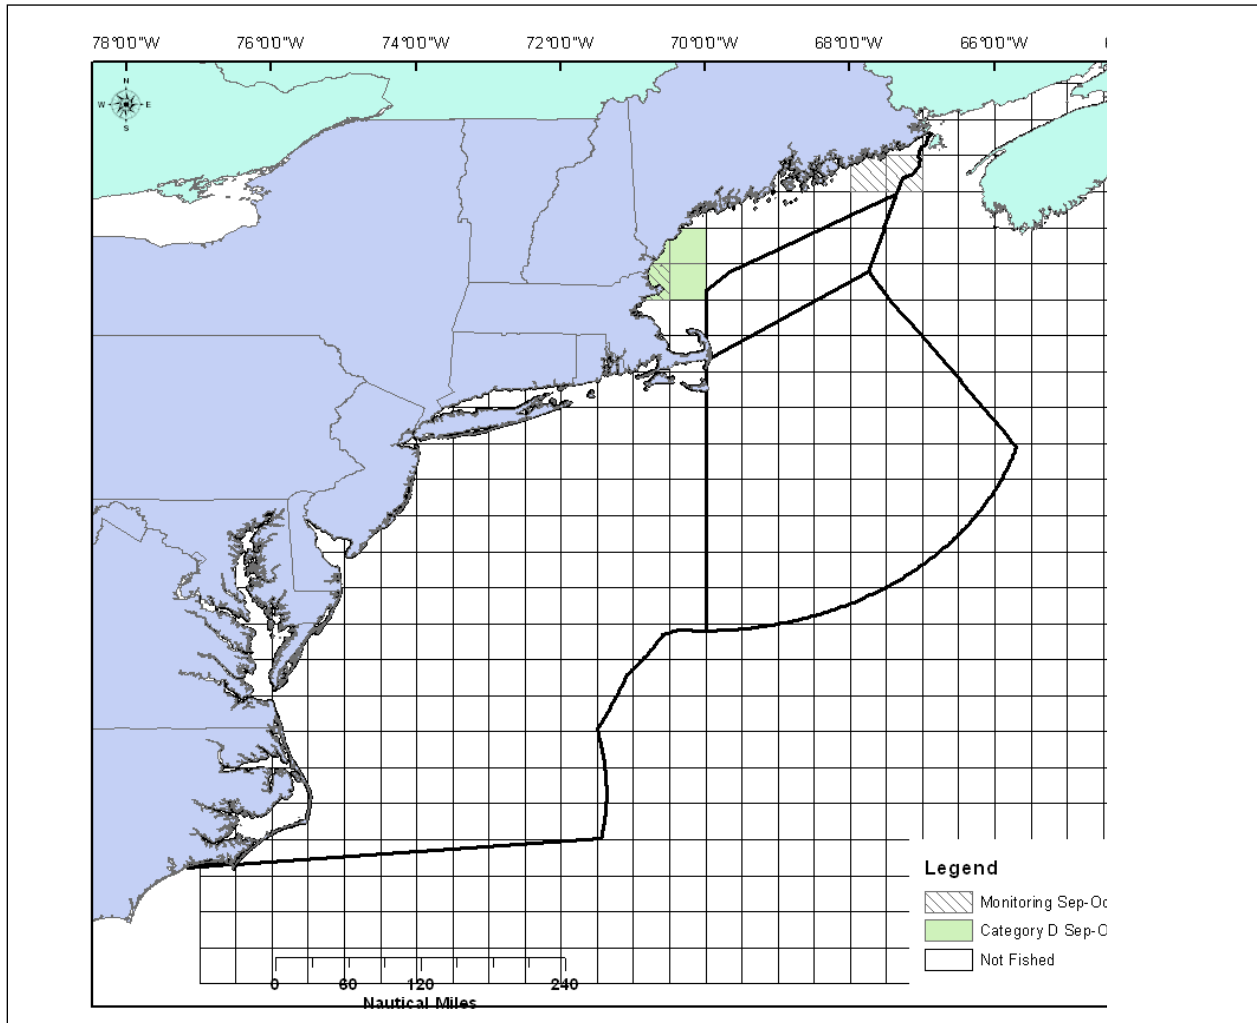 78°0'0"W 76°0'0"W 74°0'0"W 72°0'0"W 70°0'0"W 68°0'0"W 66°0'0"W
N
W E
S
Legend
Monitoring Sep-Oc
Category D Sep-O
Not Fished
0 60 120 240
Nautical Miles